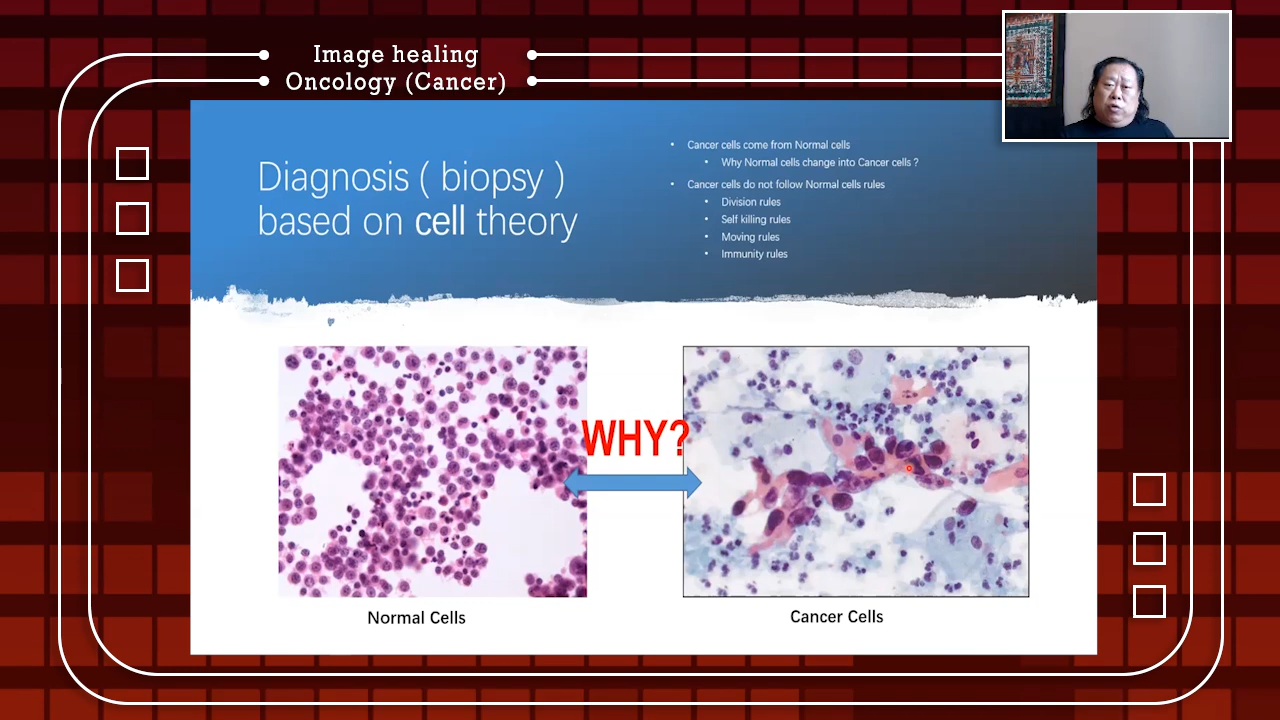 Image healing
Oncology (Cancer)
Diagnosis ( biopsy )
based on cell theory
• Cancer cells come from Normal cells
• Why Normal cells change into Cancer cells ?
• Cancer cells do not follow Normal cells rules
• Division rules
• Self killing rules
• Moving rules
• Immunity rules
WHY?
Normal Cells
Cancer Cells